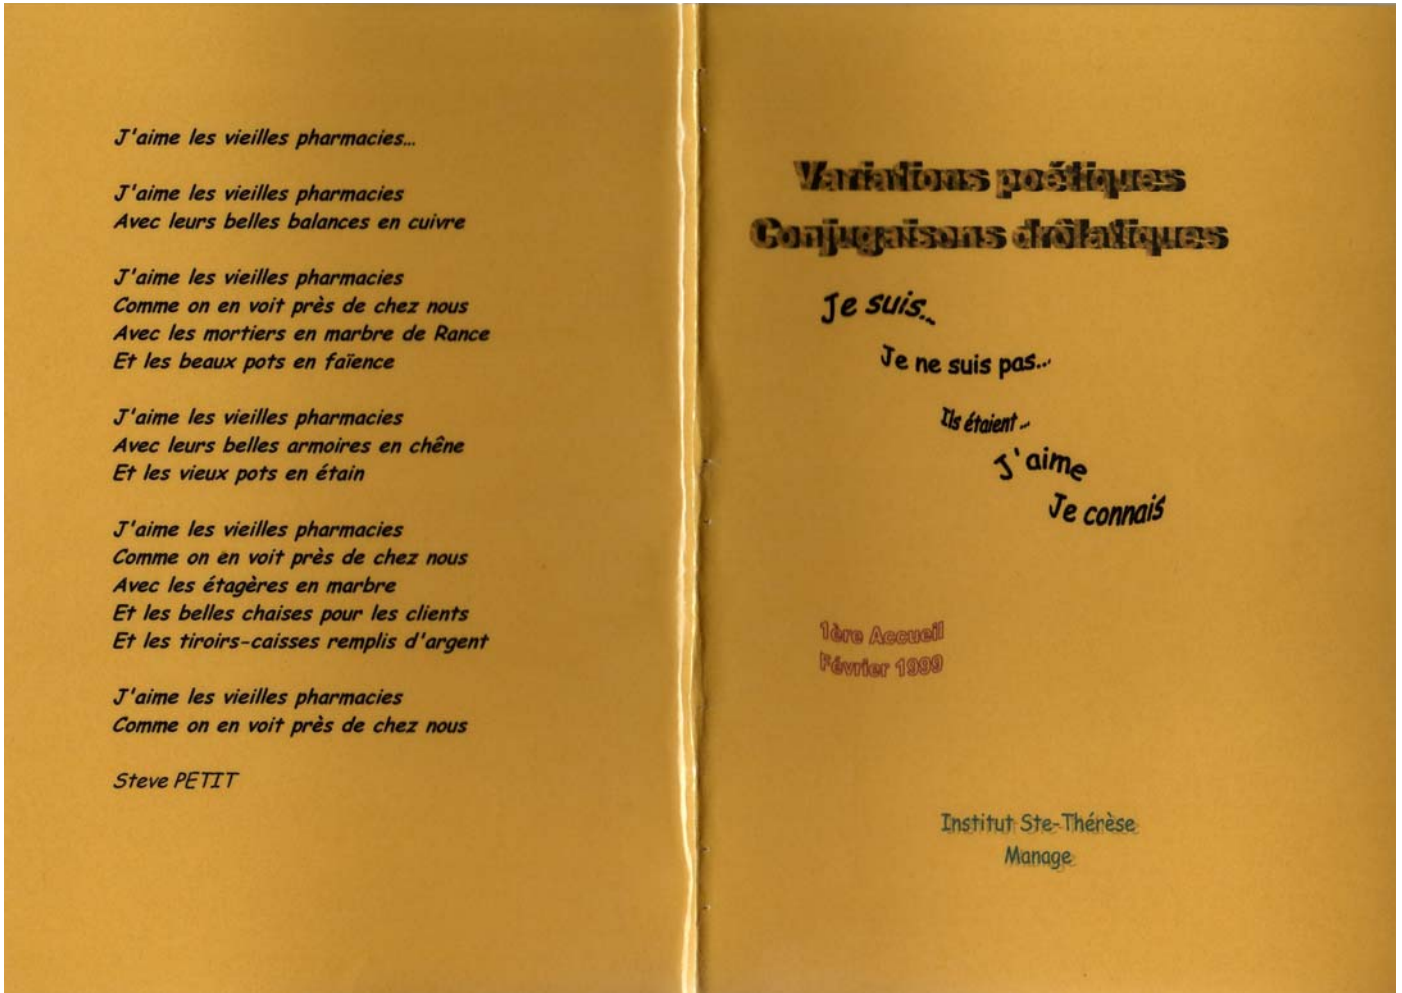 J'aime les vieilles pharmacies...
J'aime les vieilles pharmacies
Avec leurs belles balances en cuivre
J'aime les vieilles pharmacies
Comme on en voit près de chez nous
Avec les mortiers en marbre de Rance
Et les beaux pots en faïence
J'aime les vieilles pharmacies
Avec leurs belles armoires en chêne
Et les vieux pots en étain
J'aime les vieilles pharmacies
Comme on en voit près de chez nous
Avec les étagères en marbre
Et les belles chaises pour les clients
Et les tiroirs-caisses remplis d'argent
J'aime les vieilles pharmacies
Comme on en voit près de chez nous
Steve PETIT
Variations poétiques
Conjugaisons drôlatiques
Je suis...
Je ne suis pas...
Ils étaient...
J'aime
Je connais
1ère Accueil
Février 1999
Institut Ste-Thérèse
Manage